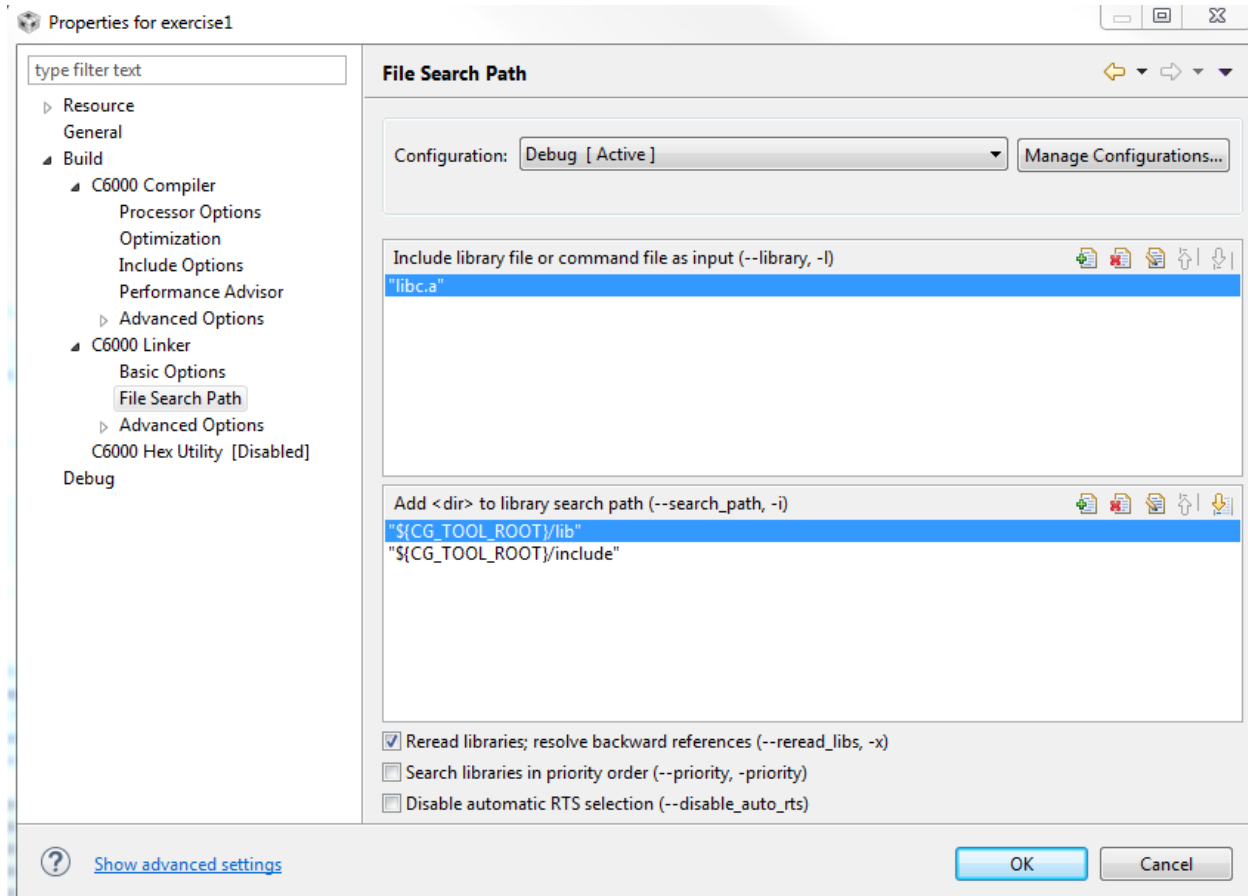 Properties for exercise1
type filter text
Resource
General
Build
C6000 Compiler
Processor Options
Optimization
Include Options
Performance Advisor
Advanced Options
C6000 Linker
Basic Options
File Search Path
Advanced Options
C6000 Hex Utility [Disabled]
Debug
File Search Path
Configuration: Debug [ Active ] Manage Configurations...
Include library file or command file as input (--library, -l)
"libc.a"
Add <dir> to library search path (--search_path, -i)
"${CG_TOOL_ROOT}/lib"
"${CG_TOOL_ROOT}/include"
Reread libraries; resolve backward references (--reread_libs, -x)
Search libraries in priority order (--priority, -priority)
Disable automatic RTS selection (--disable_auto_rts)
? Show advanced settings
OK Cancel